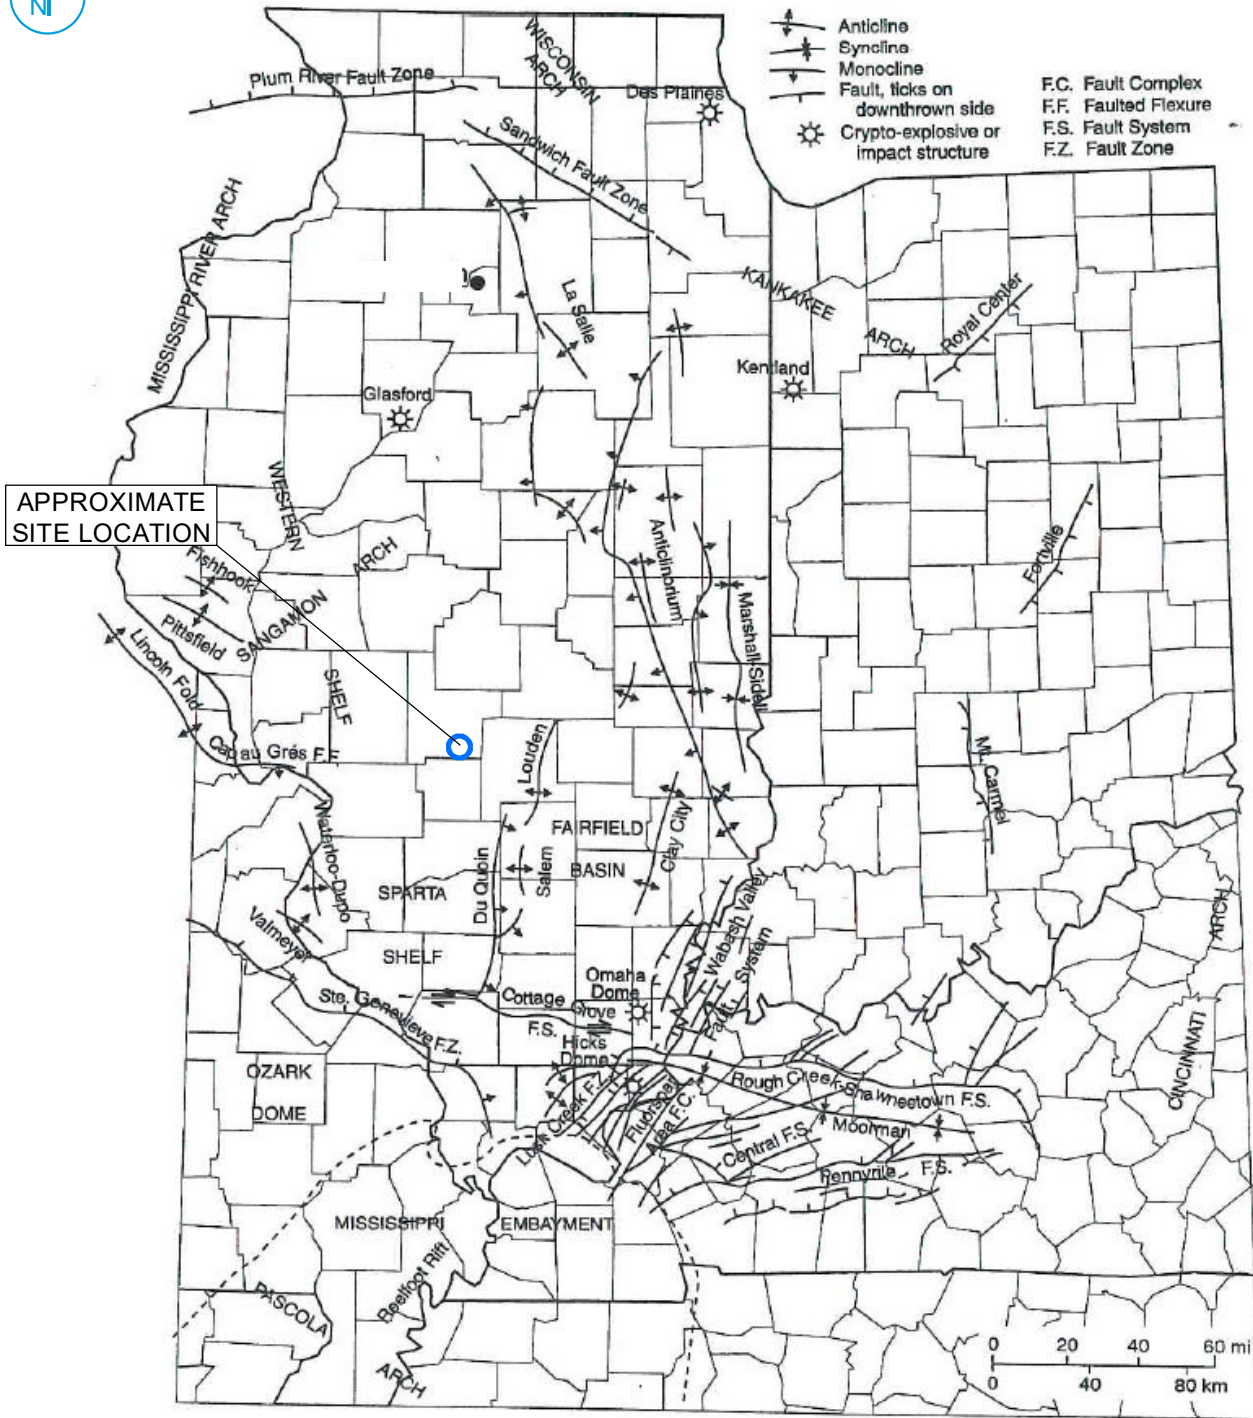 N
Anticline
Syncline
Monocline
Fault, ticks on
downthrown side
Crypto-explosive or
impact structure
F.C. Fault Complex
F.F. Faulted Flexure
F.S. Fault System
F.Z. Fault Zone
Plum River Fault Zone
WISCONSIN
ARCH
Des Plaines
Sandwich Fault Zone
MISSISSIPPI RIVER ARCH
La Salle
KANKAKEE
ARCH
Royal Center
Kentland
Glasford
APPROXIMATE
SITE LOCATION
WESTERN
ARCH
Fishhook
SANGAMON
Pittsfield
Lincoln Fold
SHELF
Anticlinorium
Marshall-Sidell
Fortville
Cap au Grés F.F.
Louden
Mt. Carmel
Waterloo-Dupo
FAIRFIELD
BASIN
Clay City
Salem
Du Quoin
SPARTA
SHELF
Valmeyer
Wabash Valley
Fault System
ARCH
CINCINNATI
Omaha
Dome
Cottage Grove
F.S.
Ste. Genevieve F.Z.
Hicks
Dome
OZARK
DOME
Rough Creek-Shawneetown F.S.
Lusk Creek F.Z.
Fluorspar
Area F.C.
Moorman
Central F.S.
Pennyrile F.S.
MISSISSIPPI EMBAYMENT
Reelfoot Rift
PASCOLA
ARCH
0 20 40 60 mi
0 40 80 km